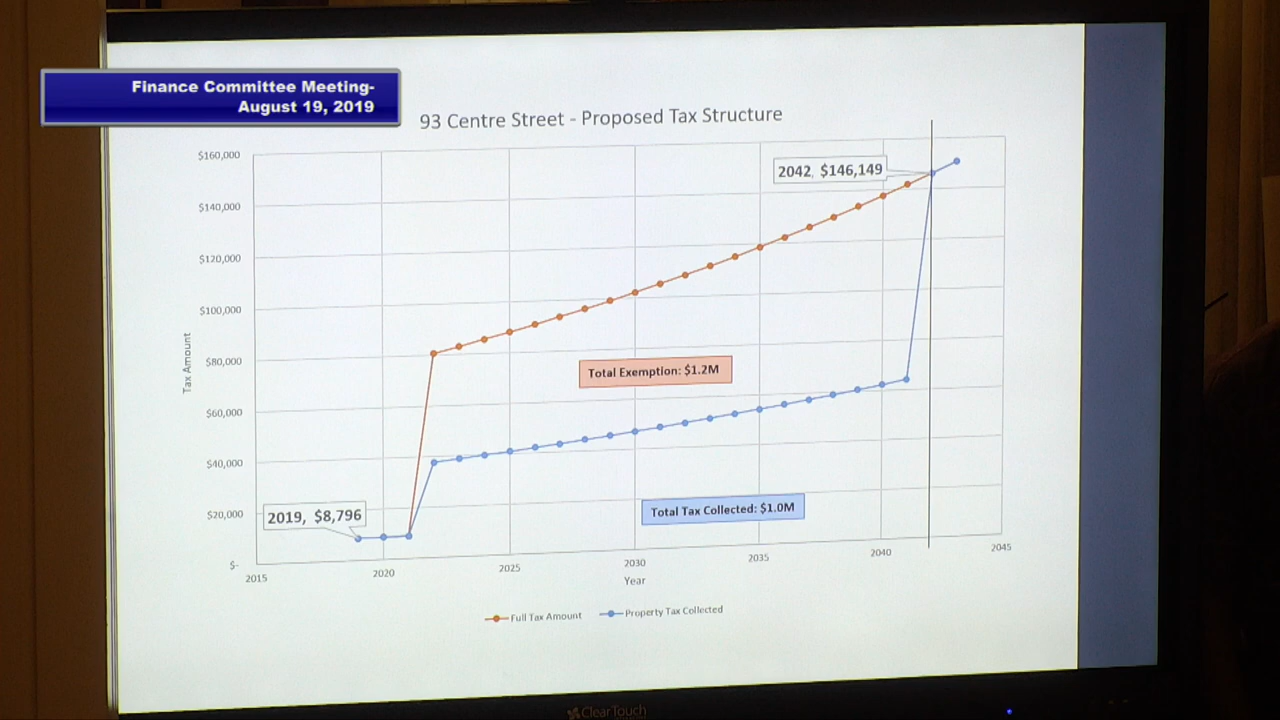 Finance Committee Meeting-
August 19, 2019
93 Centre Street - Proposed Tax Structure
$160,000
$140,000
$120,000
$100,000
$80,000
$60,000
$40,000
$20,000
$-
Tax Amount
2042, $146,149
Total Exemption: $1.2M
2019, $8,796
Total Tax Collected: $1.0M
2015
2020
2025
2030
2035
2040
2045
Year
Full Tax Amount
Property Tax Collected
ClearTouch